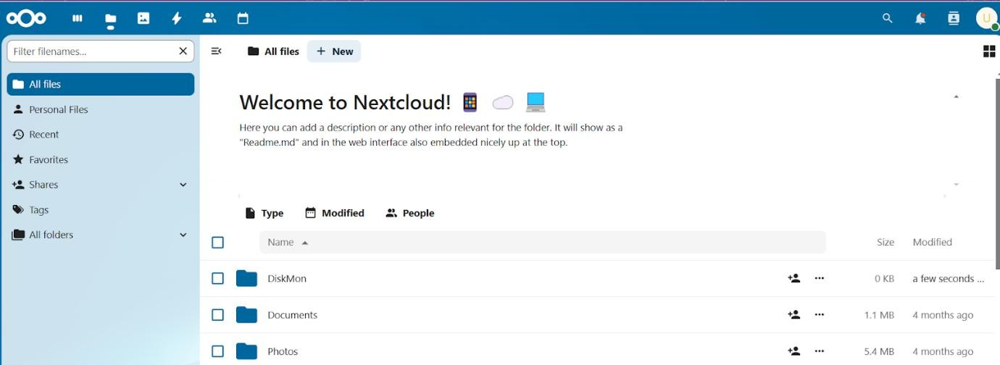 U
Filter filenames...
All files
Personal Files
Recent
Favorites
Shares
Tags
All folders
All files
+ New
Welcome to Nextcloud!
Here you can add a description or any other info relevant for the folder. It will show as a
"Readme.md" and in the web interface also embedded nicely up at the top.
Type Modified People
Name Size Modified
DiskMon 0 KB a few seconds ...
Documents 1.1 MB 4 months ago
Photos 5.4 MB 4 months ago